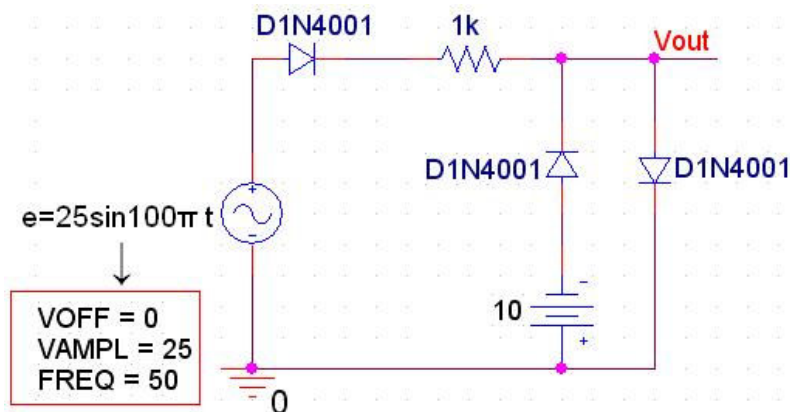 D1N4001
1k
Vout
D1N4001
D1N4001
+
-
e=25sin100π t
-
10
+
VOFF = 0
VAMPL = 25
FREQ = 50
0